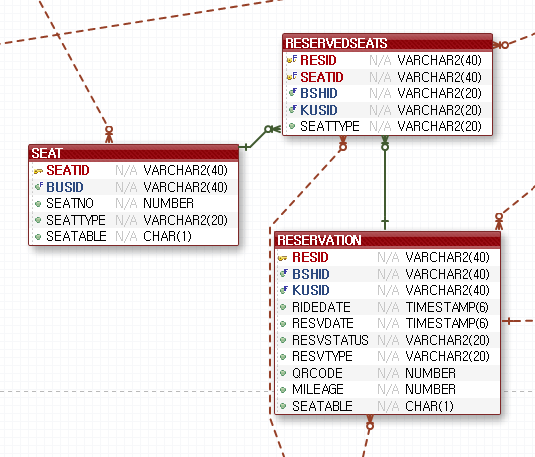 RESERVEDSEATS
RESID N/A VARCHAR2(40)
SEATID N/A VARCHAR2(40)
BSHID N/A VARCHAR2(20)
KUSID N/A VARCHAR2(20)
SEATTYPE N/A VARCHAR2(20)
SEAT
SEATID N/A VARCHAR2(40)
BUSID N/A VARCHAR2(40)
SEATNO N/A NUMBER
SEATTYPE N/A VARCHAR2(20)
SEATABLE N/A CHAR(1)
RESERVATION
RESID N/A VARCHAR2(40)
BSHID N/A VARCHAR2(40)
KUSID N/A VARCHAR2(40)
RIDEDATE N/A TIMESTAMP(6)
RESVDATE N/A TIMESTAMP(6)
RESVSTATUS N/A VARCHAR2(20)
RESVTYPE N/A VARCHAR2(20)
QRCODE N/A NUMBER
MILEAGE N/A NUMBER
SEATABLE N/A CHAR(1)